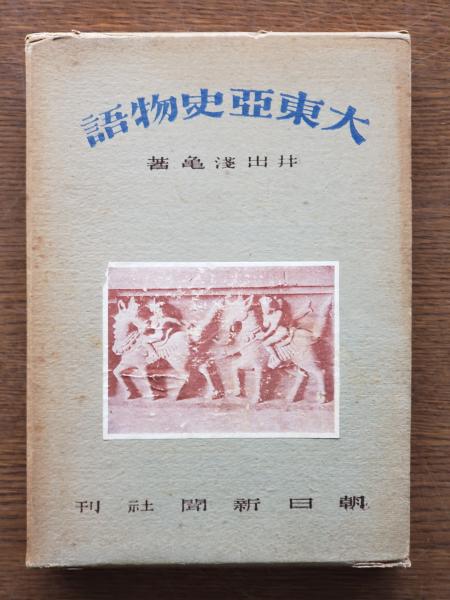 大東亞史物語
井出淺亀著
朝日新聞社刊